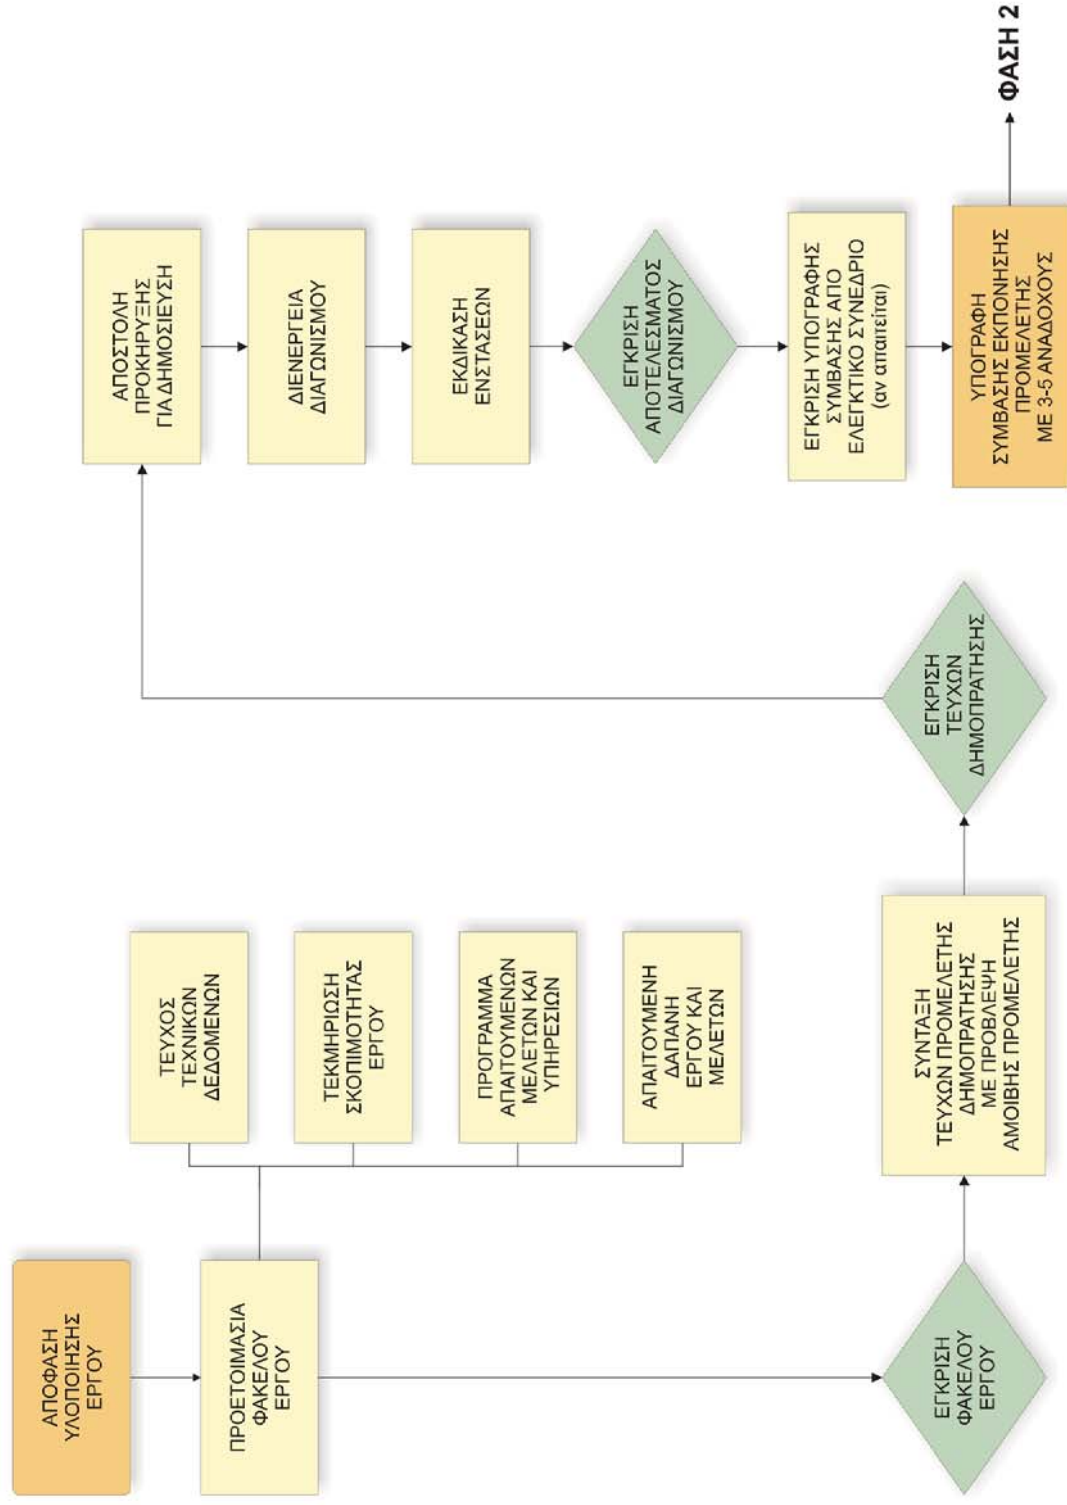 ΑΠΟΦΑΣΗ
ΥΛΟΠΟΙΗΣΗΣ
ΕΡΓΟΥ
ΠΡΟΕΤΟΙΜΑΣΙΑ
ΦΑΚΕΛΟΥ
ΕΡΓΟΥ
ΤΕΥΧΟΣ
ΤΕΧΝΙΚΩΝ
ΔΕΔΟΜΕΝΩΝ
ΤΕΚΜΗΡΙΩΣΗ
ΣΚΟΠΙΜΟΤΗΤΑΣ
ΕΡΓΟΥ
ΠΡΟΓΡΑΜΜΑ
ΑΠΑΙΤΟΥΜΕΝΩΝ
ΜΕΛΕΤΩΝ ΚΑΙ
ΥΠΗΡΕΣΙΩΝ
ΑΠΑΙΤΟΥΜΕΝΗ
ΔΑΠΑΝΗ
ΕΡΓΟΥ ΚΑΙ
ΜΕΛΕΤΩΝ
ΕΓΚΡΙΣΗ
ΦΑΚΕΛΟΥ
ΕΡΓΟΥ
ΣΥΝΤΑΞΗ
ΤΕΥΧΩΝ ΠΡΟΜΕΛΕΤΗΣ
ΔΗΜΟΠΡΑΤΗΣΗΣ
ΜΕ ΠΡΟΒΛΕΨΗ
ΑΜΟΙΒΗΣ ΠΡΟΜΕΛΕΤΗΣ
ΕΓΚΡΙΣΗ
ΤΕΥΧΩΝ
ΔΗΜΟΠΡΑΤΗΣΗΣ
ΑΠΟΣΤΟΛΗ
ΠΡΟΚΗΡΥΞΗΣ
ΓΙΑ ΔΗΜΟΣΙΕΥΣΗ
ΔΙΕΝΕΡΓΕΙΑ
ΔΙΑΓΩΝΙΣΜΟΥ
ΕΚΔΙΚΑΣΗ
ΕΝΣΤΑΣΕΩΝ
ΕΓΚΡΙΣΗ
ΑΠΟΤΕΛΕΣΜΑΤΟΣ
ΔΙΑΓΩΝΙΣΜΟΥ
ΕΓΚΡΙΣΗ ΥΠΟΓΡΑΦΗΣ
ΣΥΜΒΑΣΗΣ ΑΠΟ
ΕΛΕΓΚΤΙΚΟ ΣΥΝΕΔΡΙΟ
(αν απαιτείται)
ΥΠΟΓΡΑΦΗ
ΣΥΜΒΑΣΗΣ ΕΚΠΟΝΗΣΗΣ
ΠΡΟΜΕΛΕΤΗΣ
ΜΕ 3-5 ΑΝΑΔΟΧΟΥΣ
ΦΑΣΗ 2